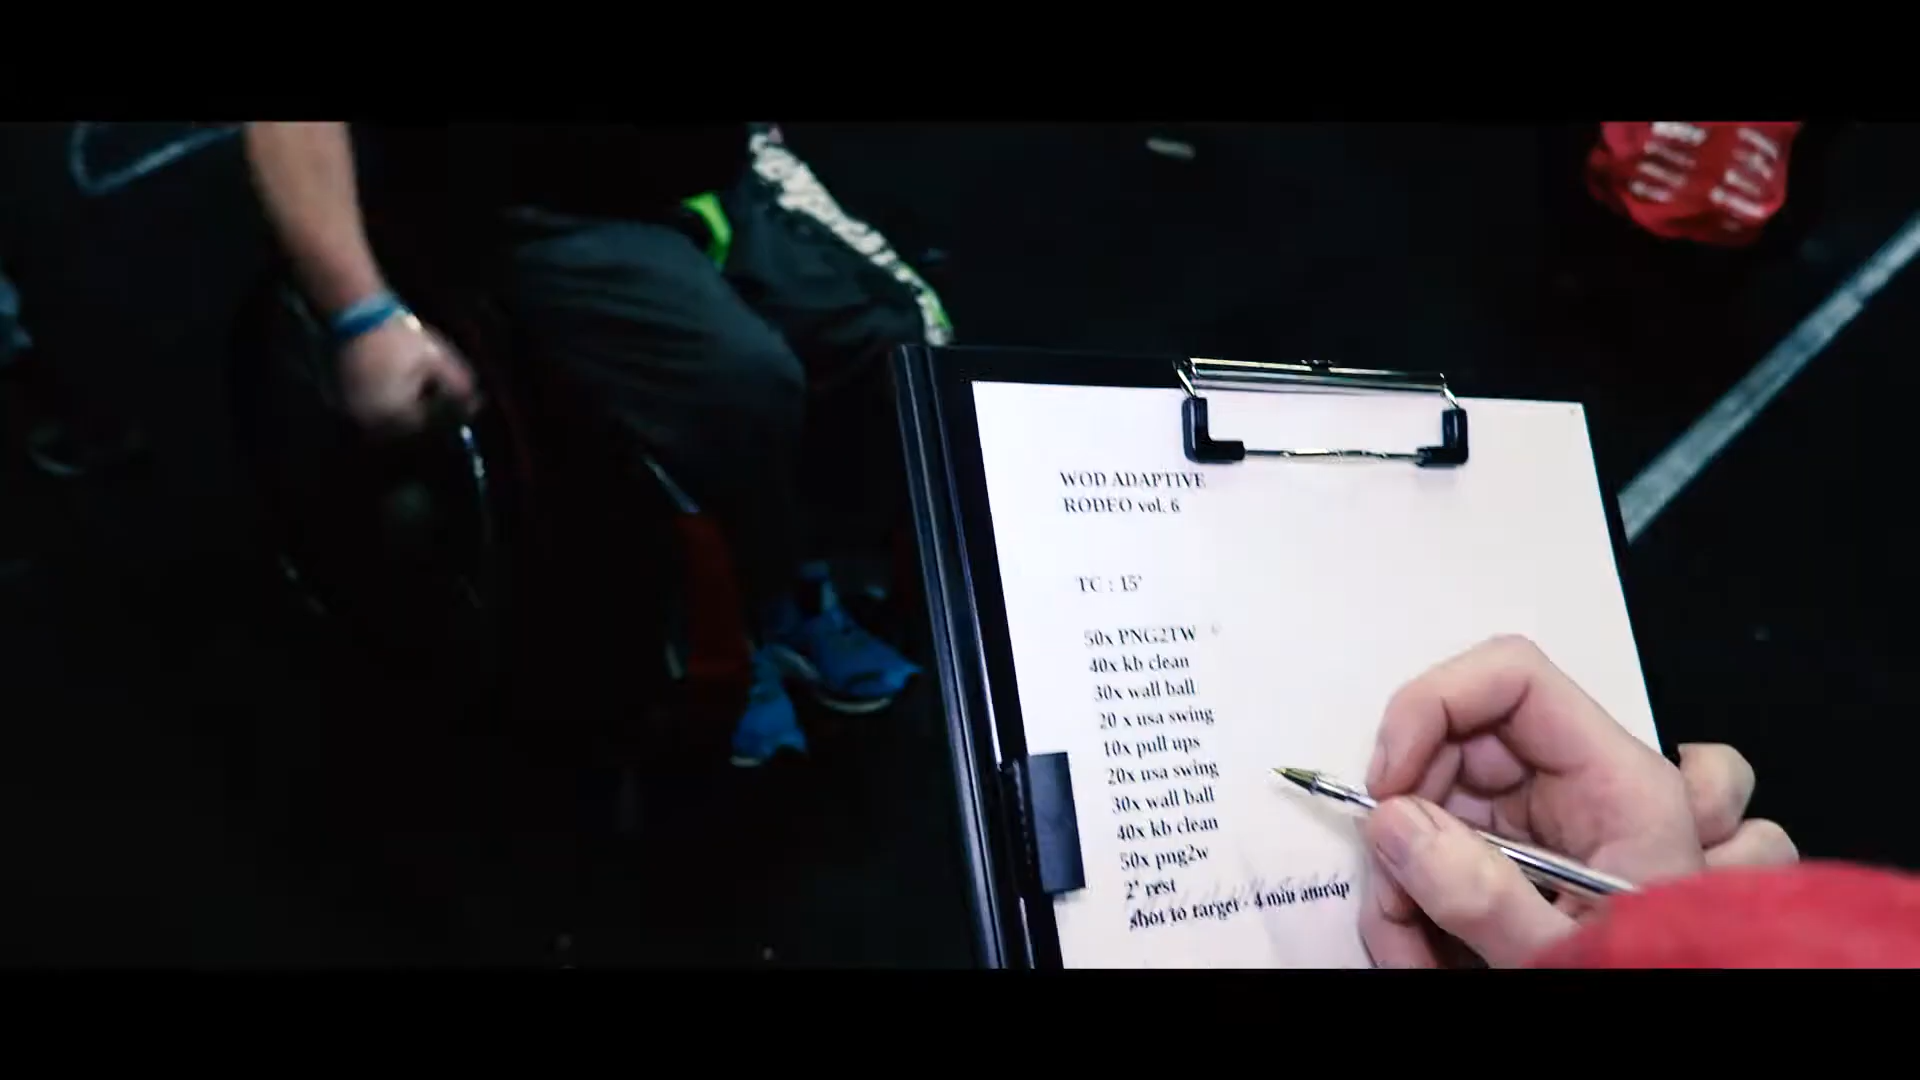 WOD ADAPTIVE
RODEO vol. 6
TC : 15'
50x PNG2TW
40x kb clean
30x wall ball
20 x usa swing
10x pull ups
20x usa swing
30x wall ball
40x kb clean
50x png2w
2' rest
shot to target - 4 min amrap